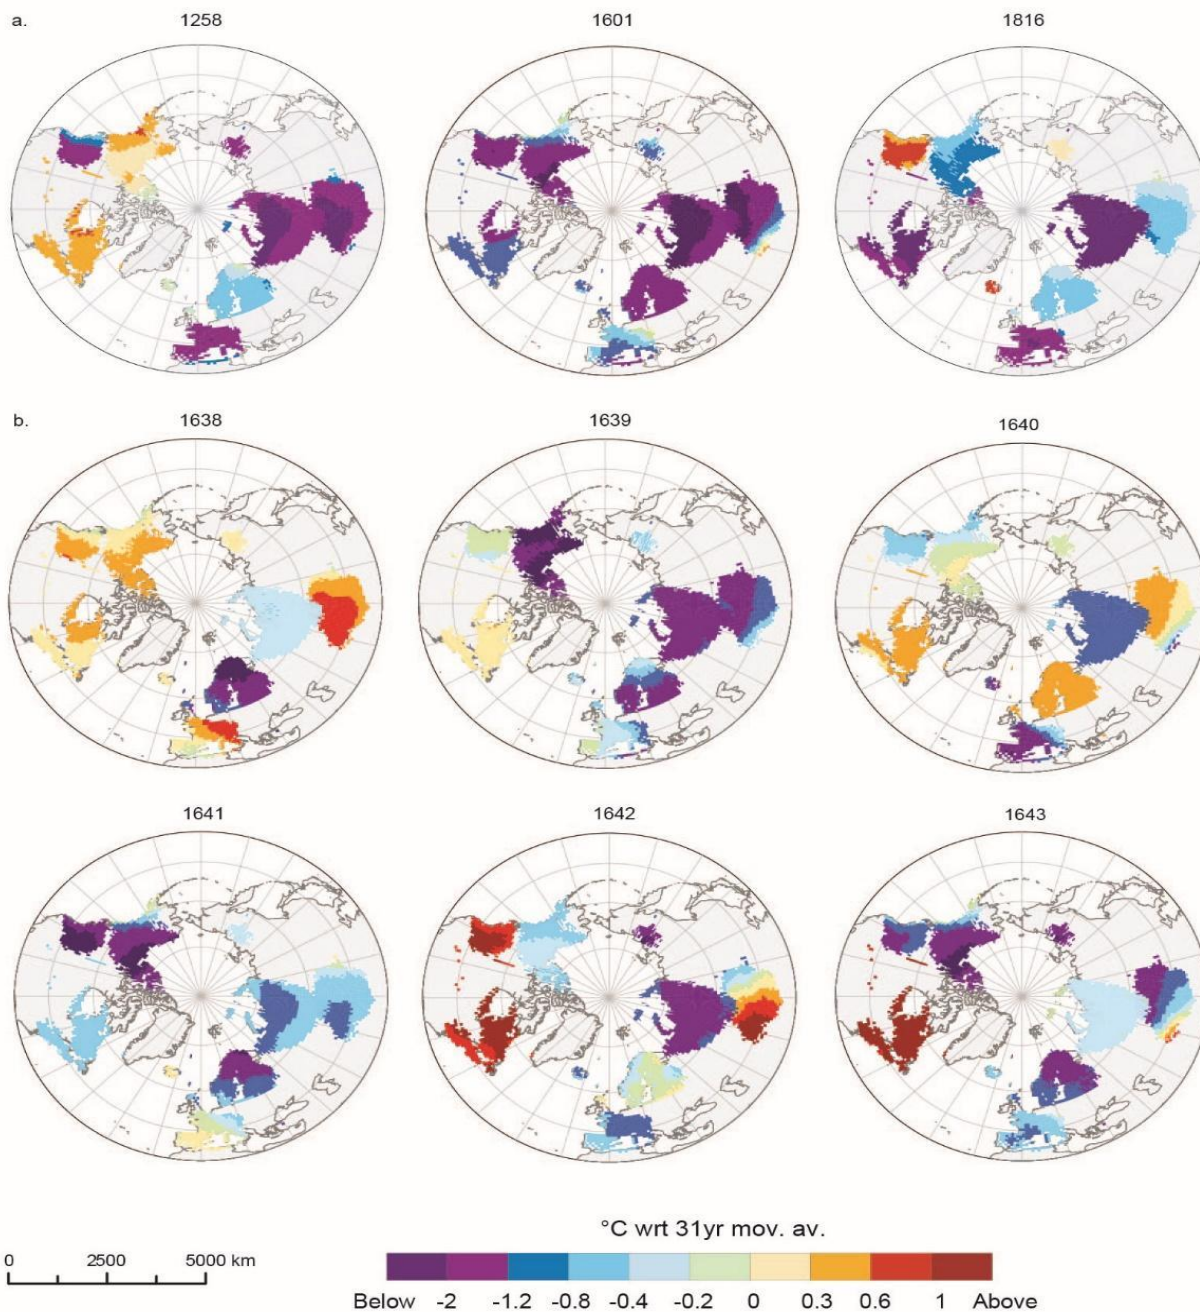 a.
1258 1601 1816
b.
1638 1639 1640
1641 1642 1643
°C wrt 31yr mov. av.
0 2500 5000 km
Below -2 -1.2 -0.8 -0.4 -0.2 0 0.3 0.6 1 Above